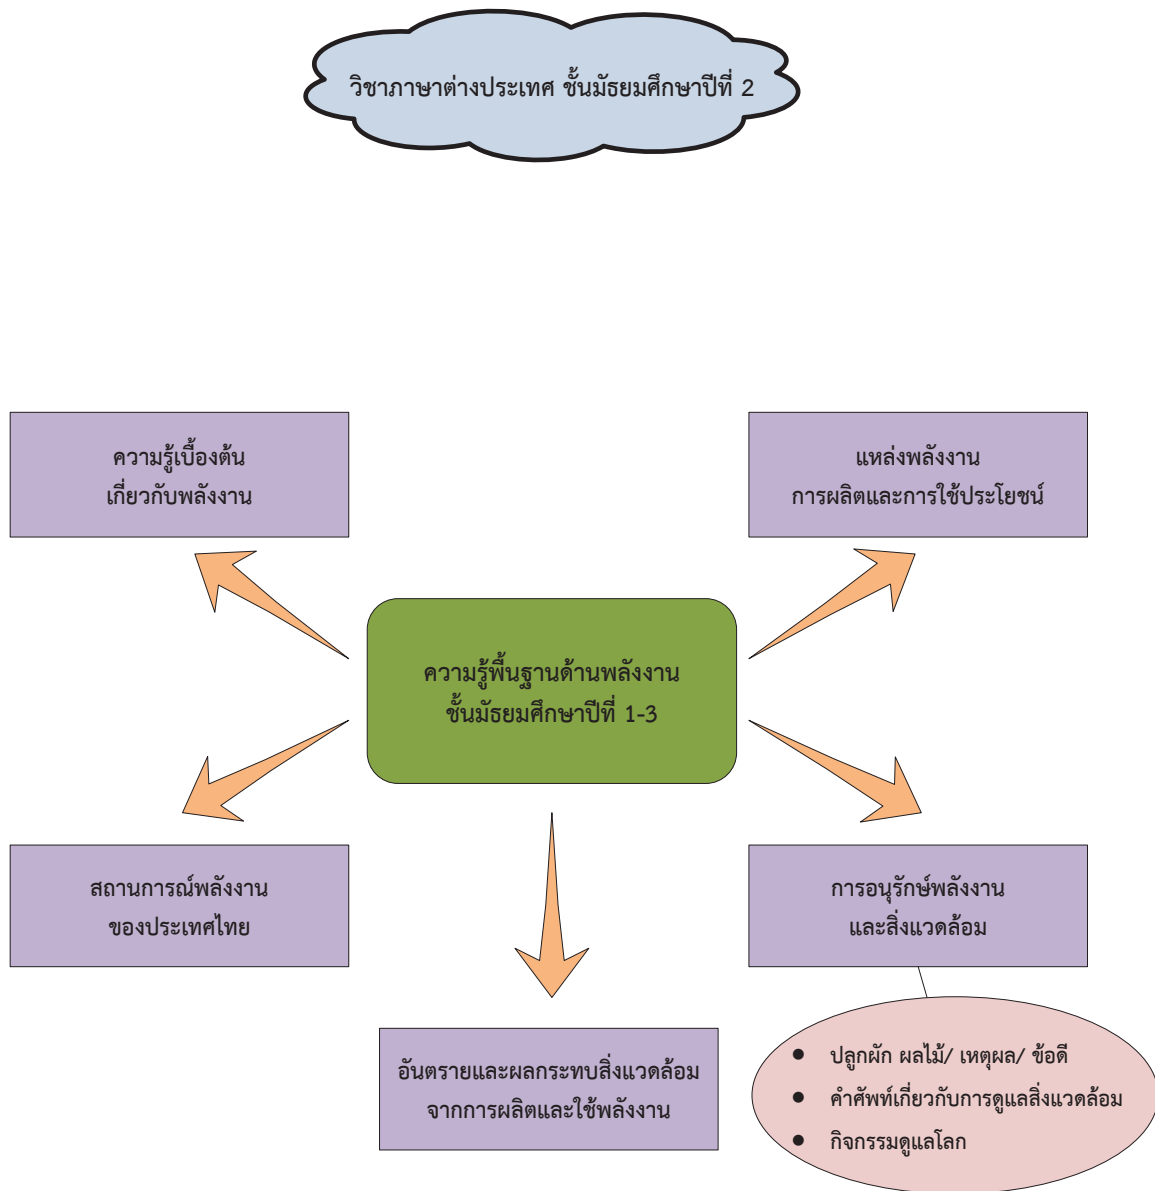 วิชาภาษาต่างประเทศ ชั้นมัธยมศึกษาปีที่ 2
ความรู้เบื้องต้น
เกี่ยวกับพลังงาน
แหล่งพลังงาน
การผลิตและการใช้ประโยชน์
ความรู้พื้นฐานด้านพลังงาน
ชั้นมัธยมศึกษาปีที่ 1-3
สถานการณ์พลังงาน
ของประเทศไทย
การอนุรักษ์พลังงาน
และสิ่งแวดล้อม
อันตรายและผลกระทบสิ่งแวดล้อม
จากการผลิตและใช้พลังงาน
● ปลูกผัก ผลไม้/ เหตุผล/ ข้อดี
● คำศัพท์เกี่ยวกับการดูแลสิ่งแวดล้อม
● กิจกรรมดูแลโลก